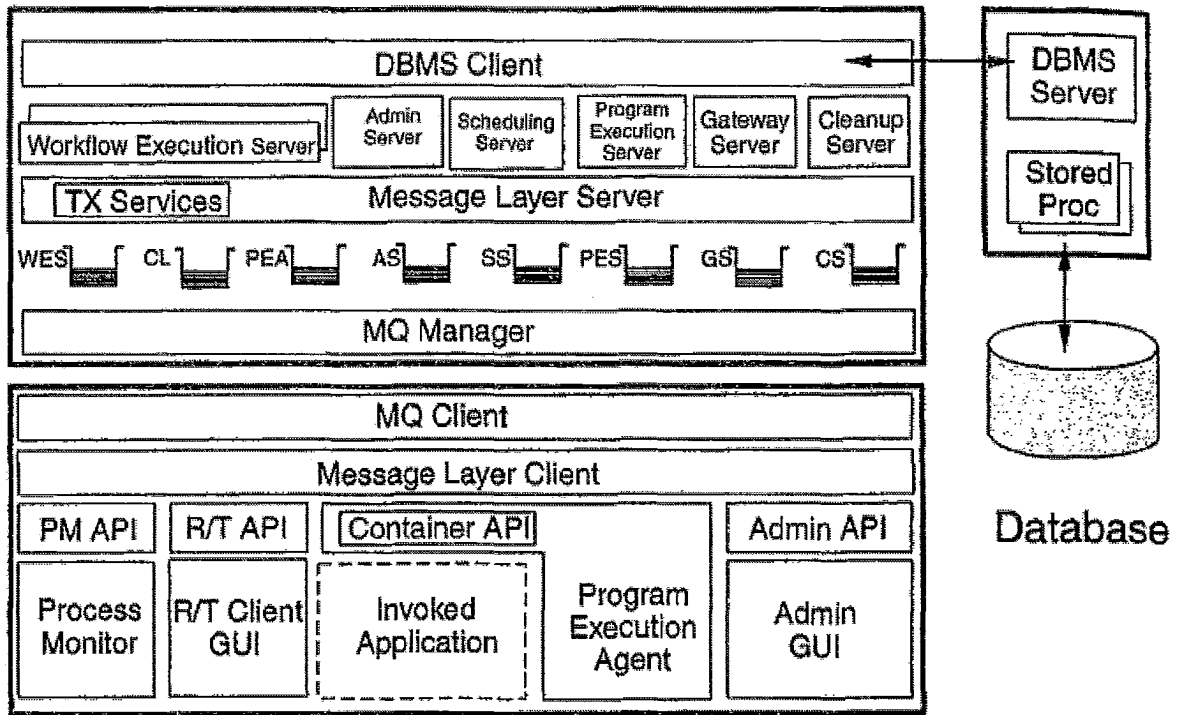 DBMS Client
Workflow Execution Server
Admin
Server
Scheduling
Server
Program
Execution
Server
Gateway
Server
Cleanup
Server
TX Services
Message Layer Server
WES CL PEA AS SS PES GS CS
MQ Manager
DBMS
Server
Stored
Proc
Database
MQ Client
Message Layer Client
PM API
R/T API
Container API
Admin API
Process
Monitor
R/T Client
GUI
Invoked
Application
Program
Execution
Agent
Admin
GUI